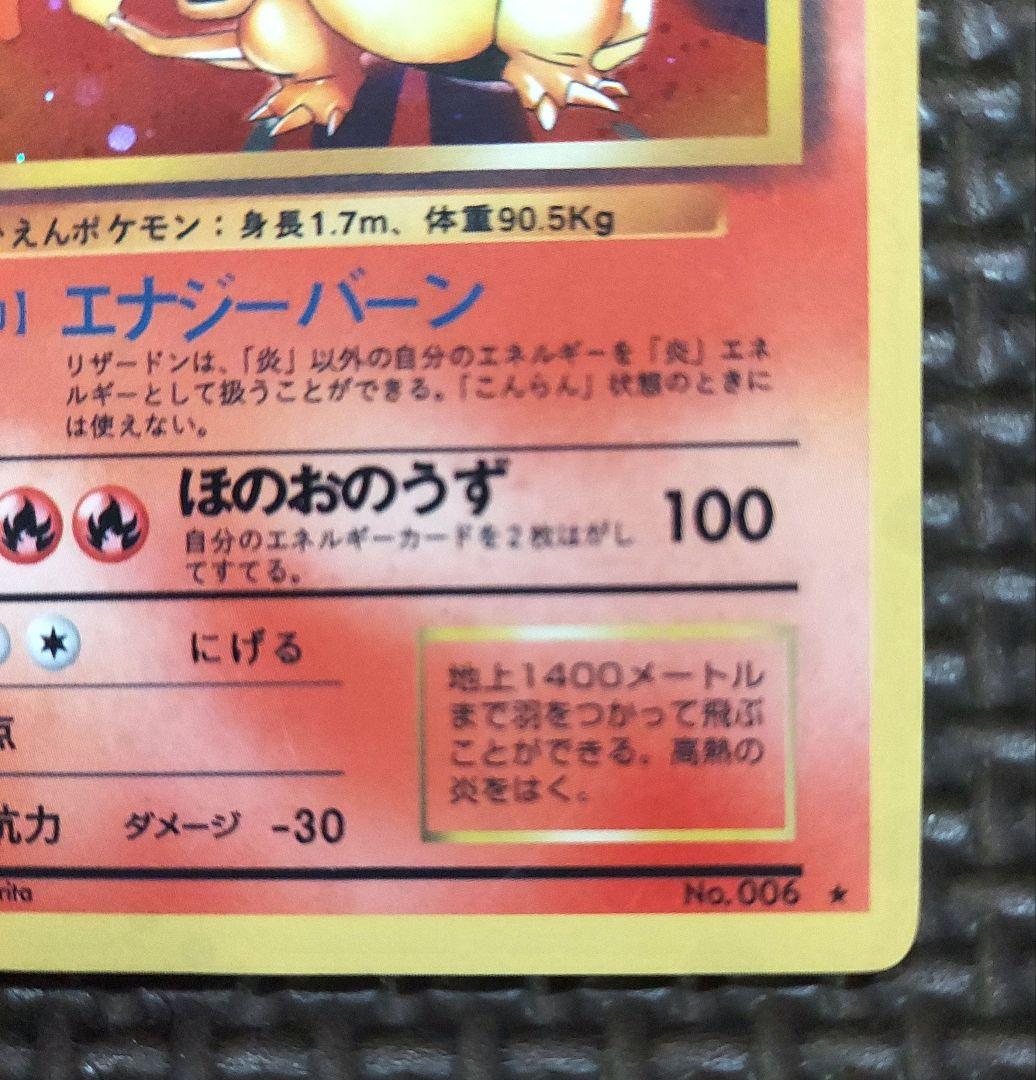 えんポケモン：身長1.7m、体重90.5Kg
】エナジーバーン
リザードンは、「炎」以外の自分のエネルギーを「炎」エネ
ルギーとして扱うことができる。「こんらん」状態のときに
は使えない。
ほのおのうず 100
自分のエネルギーカードを２枚はがし
てすてる。
にげる
地上1400メートル
まで羽をつかって飛ぶ
ことができる。高熱の
炎をはく。
点
抗力 ダメージ -30
rita
No.006 ★